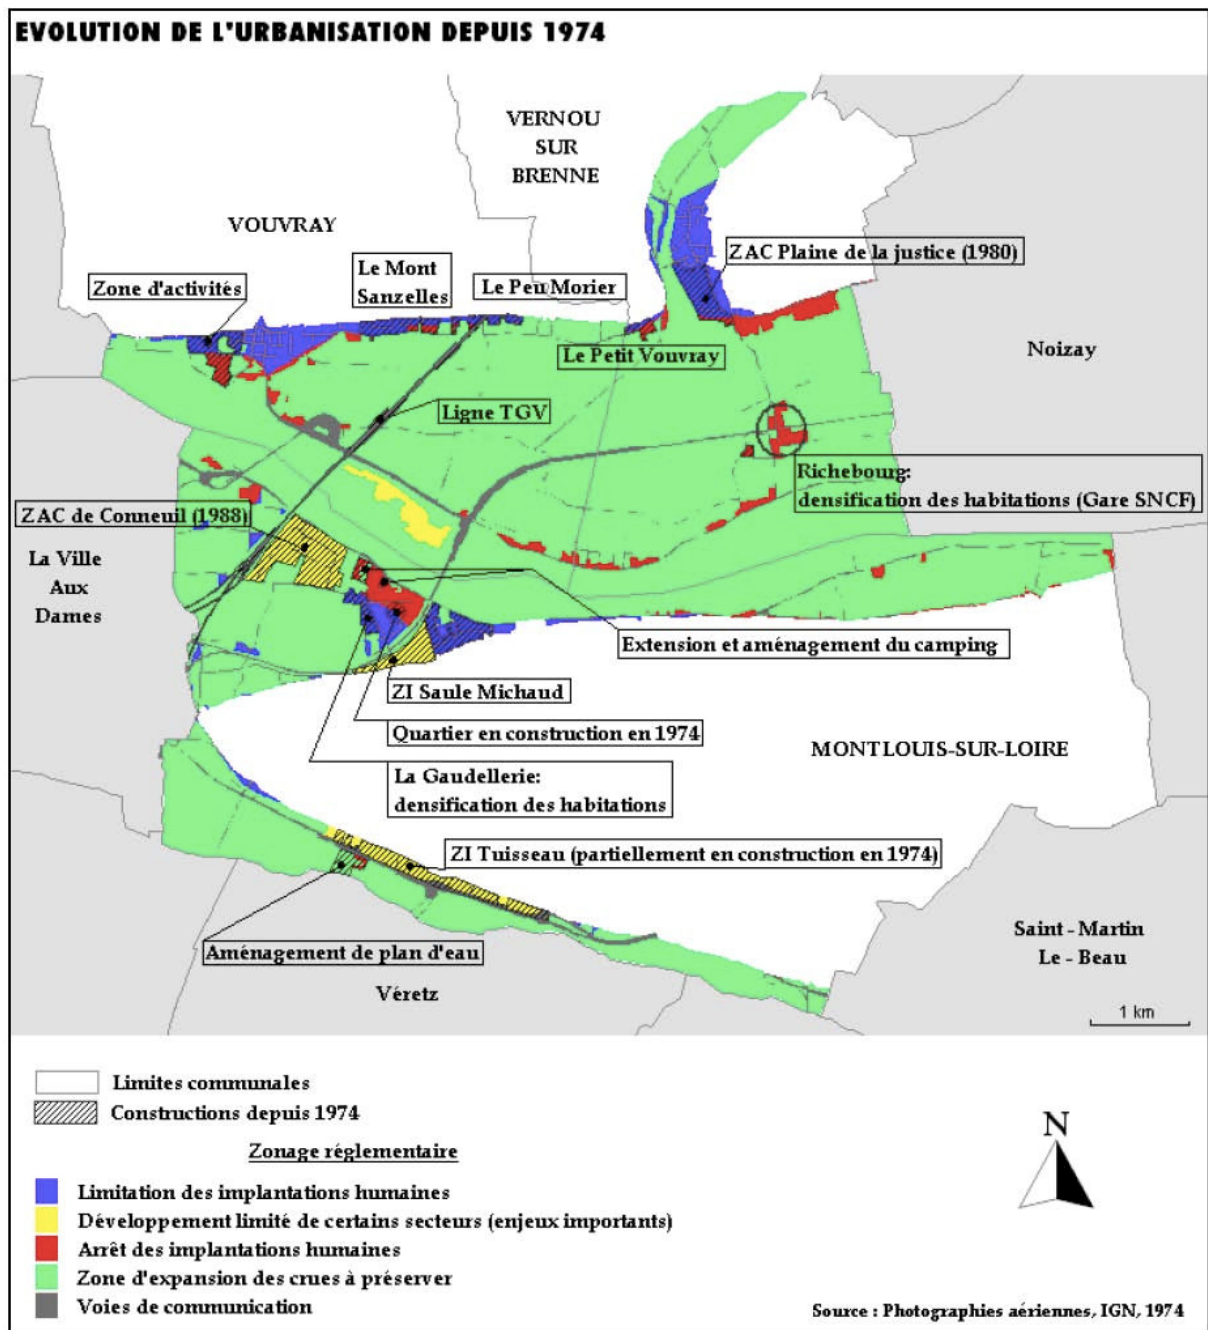 EVOLUTION DE L'URBANISATION DEPUIS 1974
VERNOU
SUR
BRENNE
VOUVRAY
ZAC Plaine de la justice (1980)
Le Mont
Sanzelles
Le Peu Morier
Zone d'activités
Le Petit Vouvray
Noizay
Ligne TGV
Richebourg:
densification des habitations (Gare SNCF)
ZAC de Conneuil (1988)
La Ville
Aux
Dames
Extension et aménagement du camping
ZI Saule Michaud
Quartier en construction en 1974
MONTLOUIS-SUR-LOIRE
La Gaudellerie:
densification des habitations
ZI Tuisseau (partiellement en construction en 1974)
Aménagement de plan d'eau
Saint - Martin
Le - Beau
Véretz
1 km
Limites communales
Constructions depuis 1974
Zonage réglementaire
N
Limitation des implantations humaines
Développement limité de certains secteurs (enjeux importants)
Arrêt des implantations humaines
Zone d'expansion des crues à préserver
Voies de communication
Source : Photographies aériennes, IGN, 1974